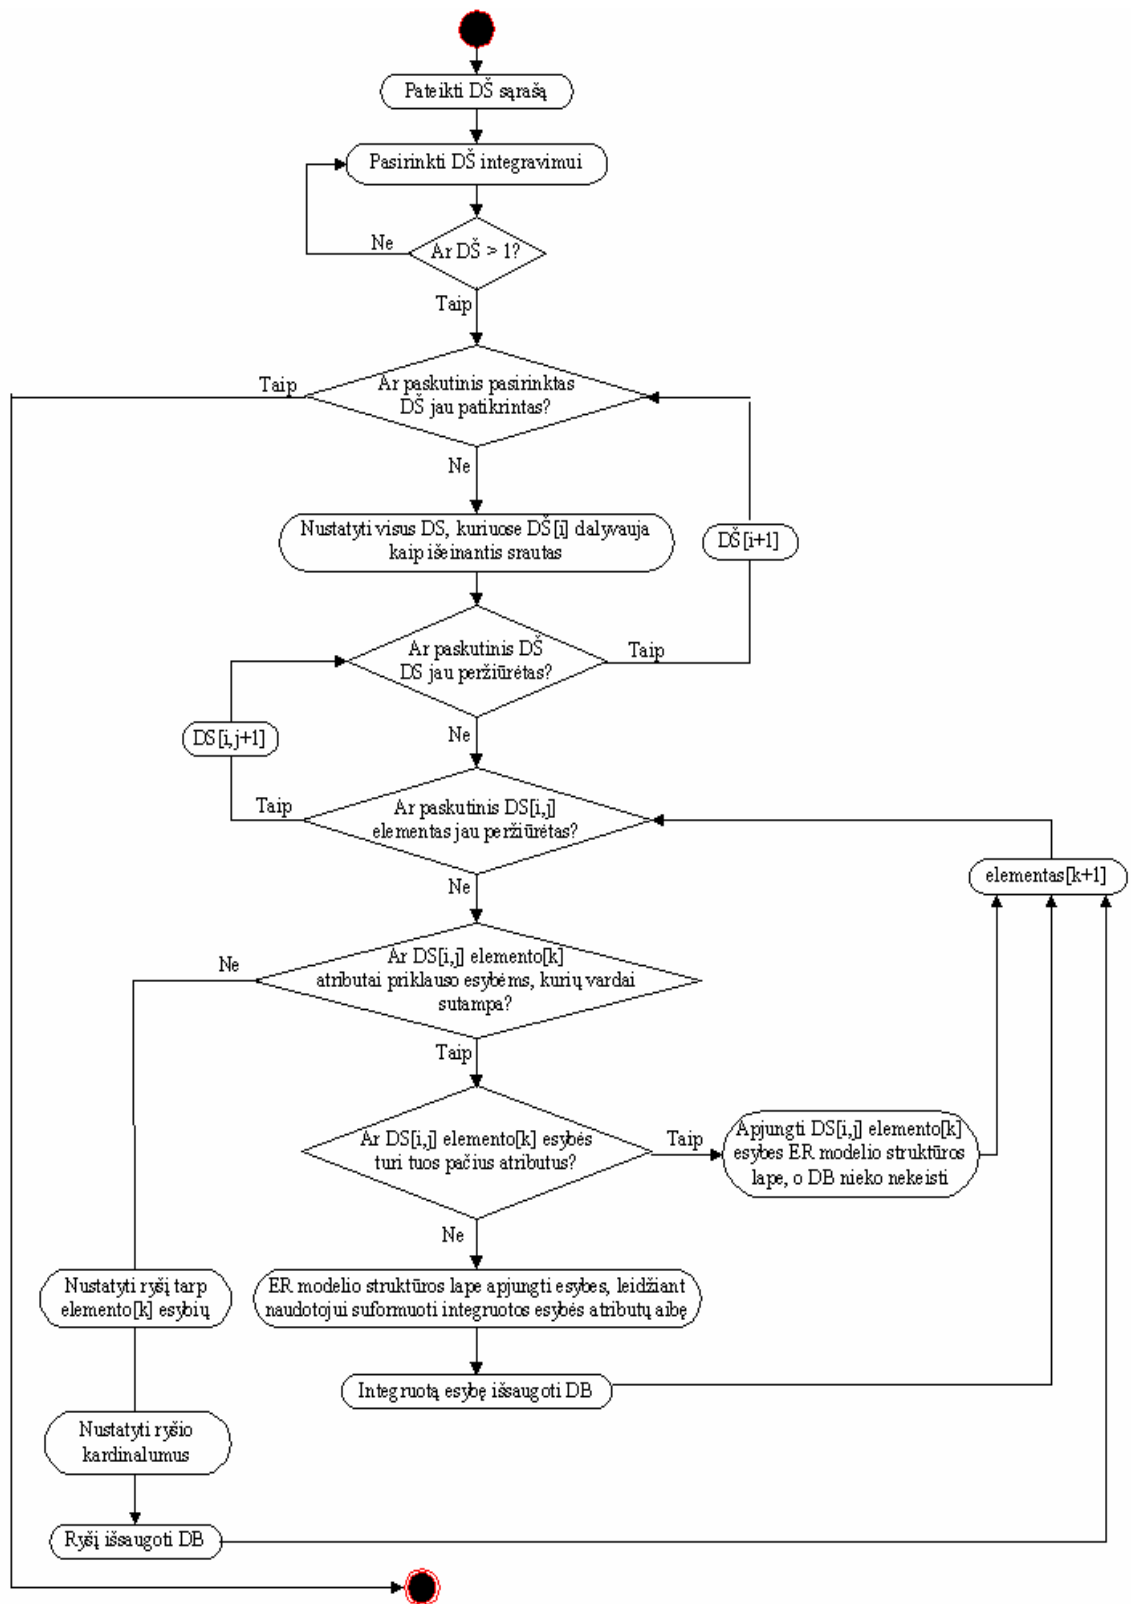 Pateikti DŠ sąrašą
Pasirinkti DŠ integravimui
Ne
Ar DŠ > 1?
Taip
Taip
Ar paskutinis pasirinktas
DŠ jau patikrintas?
Ne
Nustatyti visus DS, kuriuose DŠ[i] dalyvauja
kaip išeinantis srautas
DŠ[i+1]
Ar paskutinis DŠ
DS jau peržiūrėtas?
Taip
DS[i,j+1]
Ne
Taip
Ar paskutinis DS[i,j]
elementas jau peržiūrėtas?
elementas[k+1]
Ne
Ne
Ar DS[i,j] elemento[k]
atributai priklauso esybėms, kurių vardai
sutampa?
Taip
Ar DS[i,j] elemento[k] esybės
turi tuos pačius atributus?
Taip
Apjungti DS[i,j] elemento[k]
esybes ER modelio struktūros
lape, o DB nieko nekeisti
Ne
Nustatyti ryšį tarp
elemento[k] esybių
ER modelio struktūros lape apjungti esybes, leidžiant
naudotojui suformuoti integruotos esybės atributų aibę
Integruotą esybę išsaugoti DB
Nustatyti ryšio
kardinalumus
Ryšį išsaugoti DB